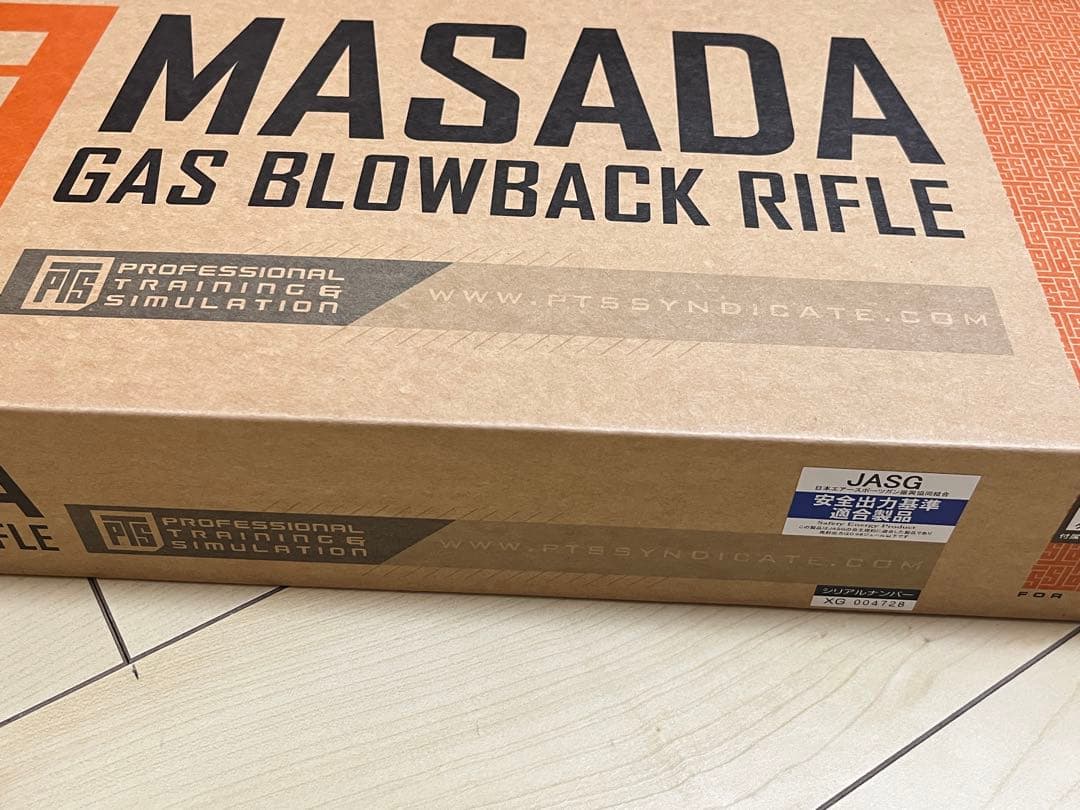 MASADA
GAS BLOWBACK RIFLE
PTS
PROFESSIONAL
TRAINING &
SIMULATION
WWW.PTSSYNDICATE.COM
A
RIFLE
PTS
PROFESSIONAL
TRAINING &
SIMULATION
WWW.PTSSYNDICATE.COM
JASG
日本エアースポーツガン振興協同組合
安全出力基準
適合製品
Safety Energy Product
シリアルナンバー
XG 004728
付属
FOR